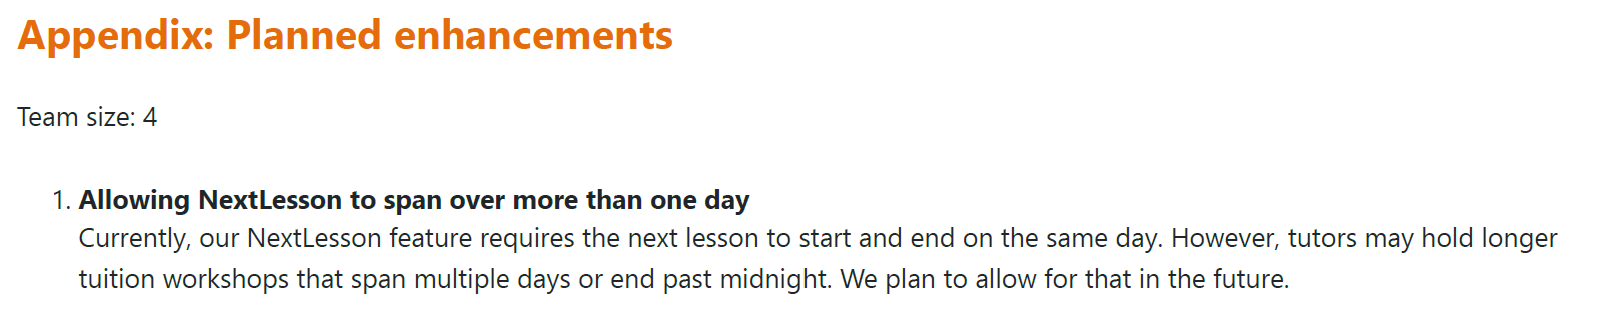 Appendix: Planned enhancements
Team size: 4
1. Allowing NextLesson to span over more than one day
Currently, our NextLesson feature requires the next lesson to start and end on the same day. However, tutors may hold longer
tuition workshops that span multiple days or end past midnight. We plan to allow for that in the future.